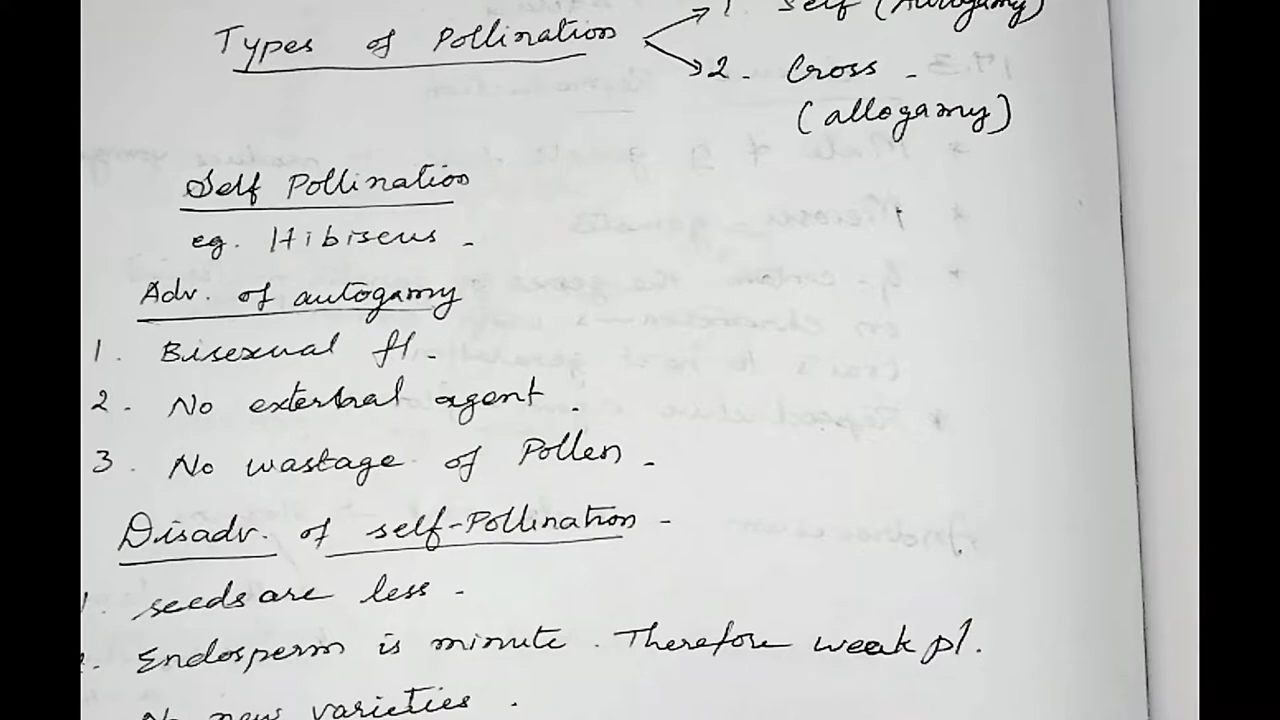 1. Self (Autogamy)
Types of Pollination
2. Cross -
(allogamy)
Self Pollination
eg. Hibiscus -
Adv. of autogamy
1. Bisexual fl.
2. No external agent.
3. No wastage of Pollen -
Disadv. of self-Pollination -
1. seeds are less -
2. Endosperm is minute. Therefore weak pl.
No new varieties.